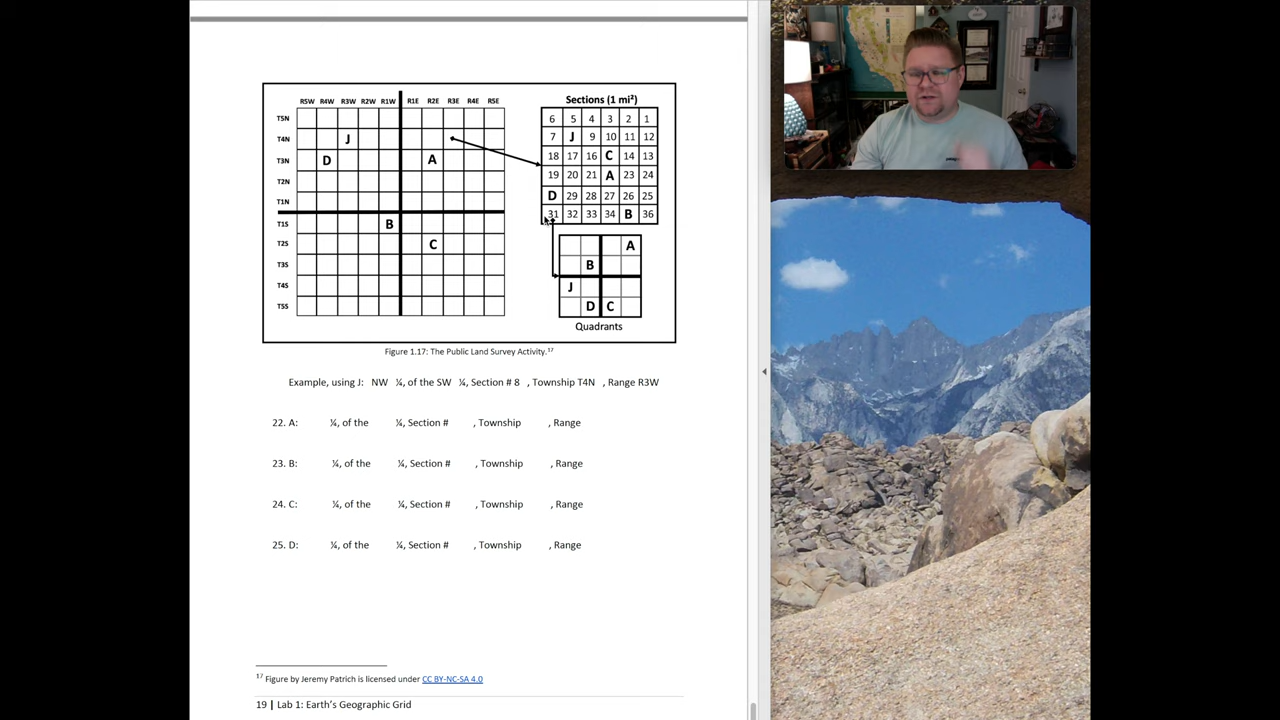 Sections (1 mi²)
R5W R4W R3W R2W R1W R1E R2E R3E R4E R5E
T5N
T4N J
T3N D A
T2N
T1N
T1S B
T2S C
T3S
T4S
T5S
6 5 4 3 2 1
7 J 9 10 11 12
18 17 16 C 14 13
19 20 21 A 23 24
D 29 28 27 26 25
31 32 33 34 B 36
A
B
J
D C
Quadrants
Figure 1.17: The Public Land Survey Activity.¹⁷
Example, using J: NW ¼, of the SW ¼, Section # 8 , Township T4N , Range R3W
22. A: ¼, of the ¼, Section # , Township , Range
23. B: ¼, of the ¼, Section # , Township , Range
24. C: ¼, of the ¼, Section # , Township , Range
25. D: ¼, of the ¼, Section # , Township , Range
¹⁷ Figure by Jeremy Patrich is licensed under CC BY-NC-SA 4.0
19 | Lab 1: Earth's Geographic Grid